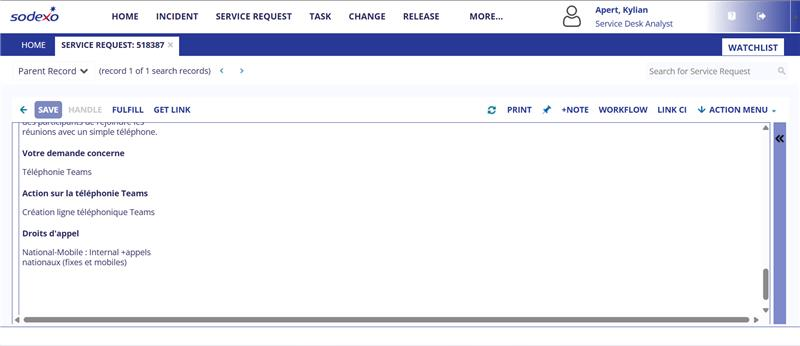 sodexo
HOME INCIDENT SERVICE REQUEST TASK CHANGE RELEASE MORE...
Apert, Kylian
Service Desk Analyst
HOME SERVICE REQUEST: 518387 ×
WATCHLIST
Parent Record (record 1 of 1 search records)
Search for Service Request
SAVE HANDLE FULFILL GET LINK PRINT +NOTE WORKFLOW LINK CI ACTION MENU
des participants de rejoindre les
réunions avec un simple téléphone.
Votre demande concerne
Téléphonie Teams
Action sur la téléphonie Teams
Création ligne téléphonique Teams
Droits d'appel
National-Mobile : Internal +appels
nationaux (fixes et mobiles)